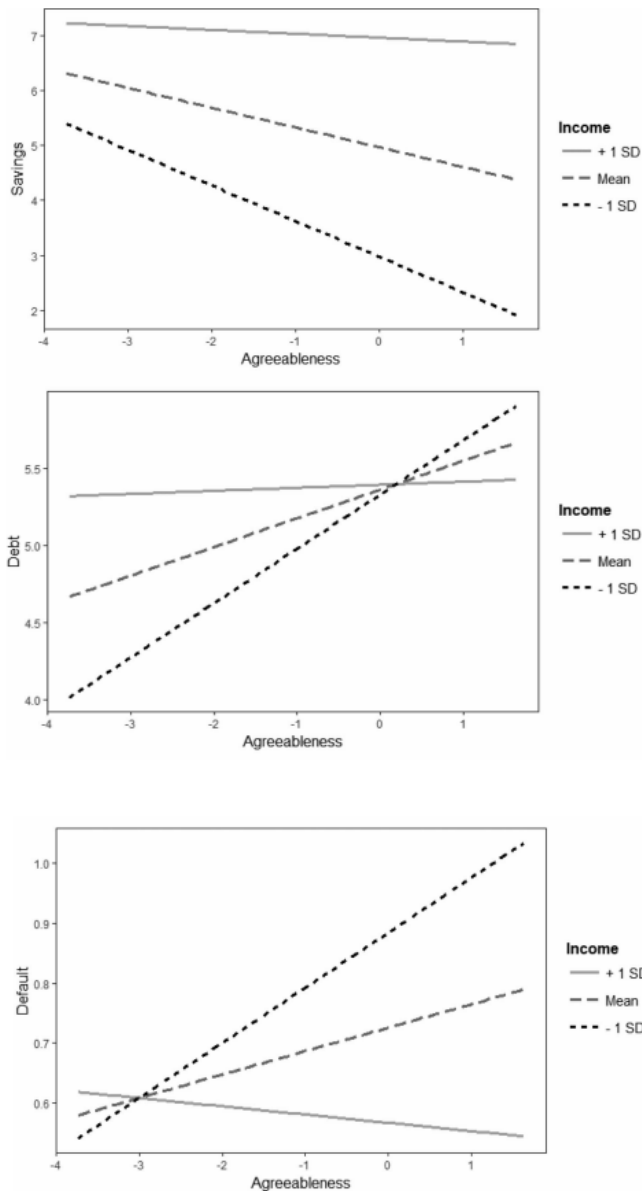 7
6
5
4
3
2
Savings
-4 -3 -2 -1 0 1
Agreeableness
Income
+ 1 SD
Mean
- 1 SD
5.5
5.0
4.5
4.0
Debt
-4 -3 -2 -1 0 1
Agreeableness
Income
+ 1 SD
Mean
- 1 SD
1.0
0.9
0.8
0.7
0.6
Default
-4 -3 -2 -1 0 1
Agreeableness
Income
+ 1 SD
Mean
- 1 SD